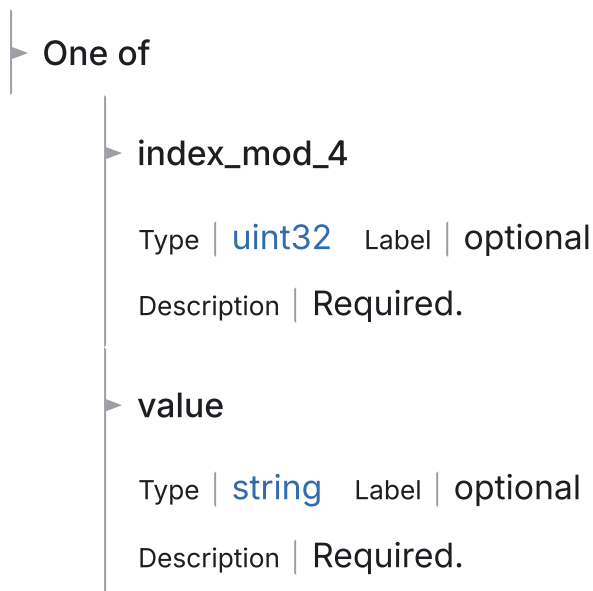 One of
index_mod_4
Type uint32 Label optional
Description Required.
value
Type string Label optional
Description Required.